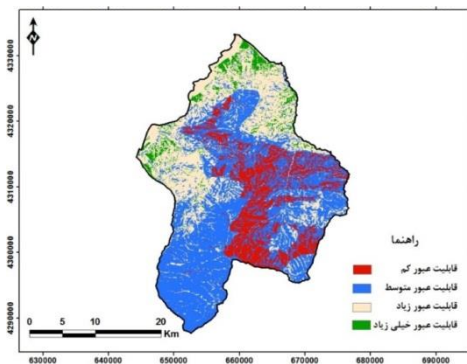 N
4330000
4320000
4310000
4300000
4290000
راهنما
قابلیت عبور کم
قابلیت عبور متوسط
قابلیت عبور زیاد
قابلیت عبور خیلی زیاد
0 5 10 20
Km
630000 640000 650000 660000 670000 680000 690000